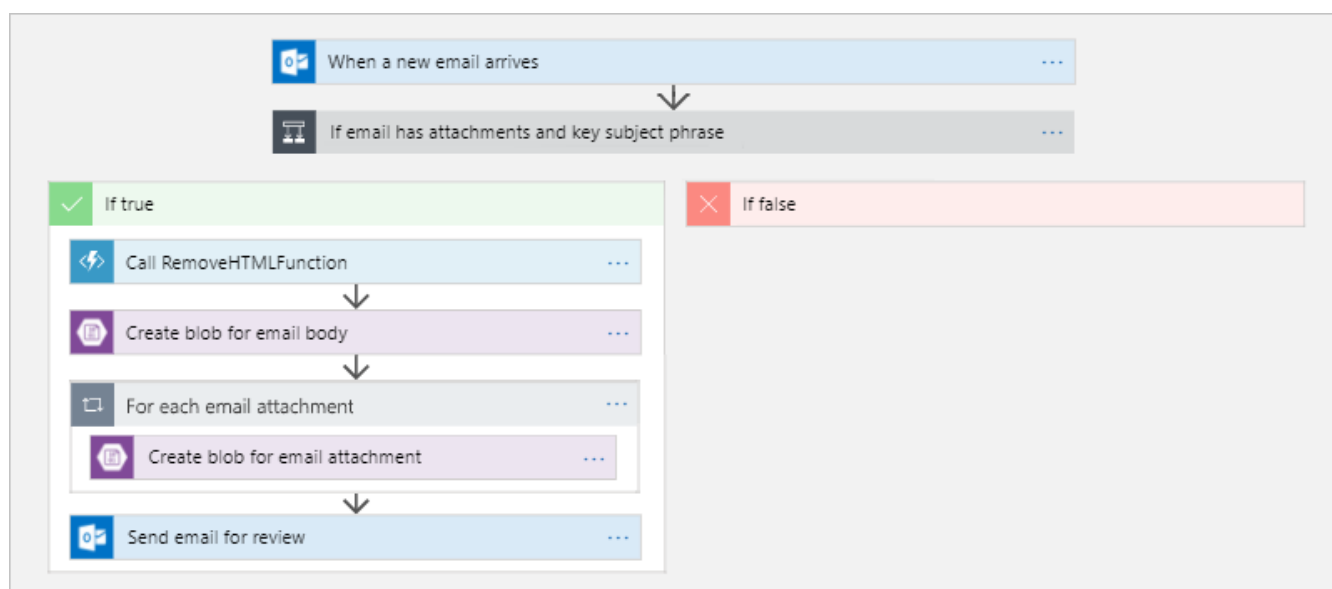 When a new email arrives
If email has attachments and key subject phrase
If true
If false
Call RemoveHTMLFunction
Create blob for email body
For each email attachment
Create blob for email attachment
Send email for review